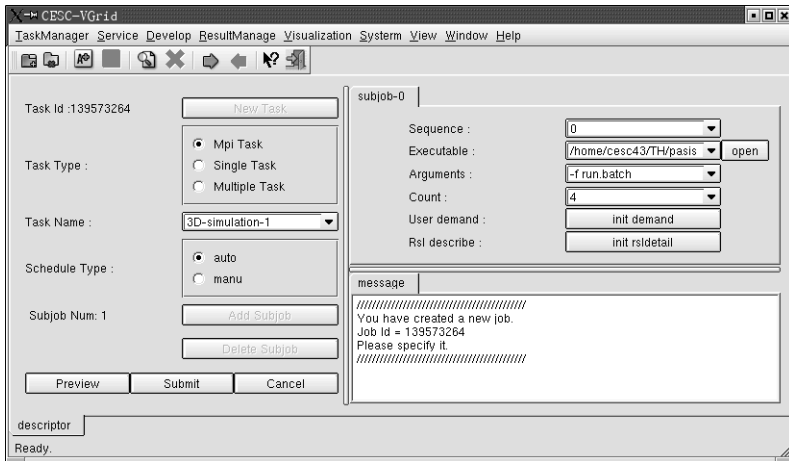 CESC-VGrid
TaskManager Service Develop ResultManage Visualization Systerm View Window Help
Task Id :139573264
New Task
Task Type :
Mpi Task
Single Task
Multiple Task
Task Name :
3D-simulation-1
Schedule Type :
auto
manu
Subjob Num: 1
Add Subjob
Delete Subjob
Preview
Submit
Cancel
subjob-0
Sequence :
0
Executable :
/home/cesc43/TH/pasis
open
Arguments :
-f run.batch
Count :
4
User demand :
init demand
Rsl describe :
init rsldetail
message
///////////////////////////////////////////
You have created a new job.
Job Id = 139573264
Please specify it.
///////////////////////////////////////////
descriptor
Ready.